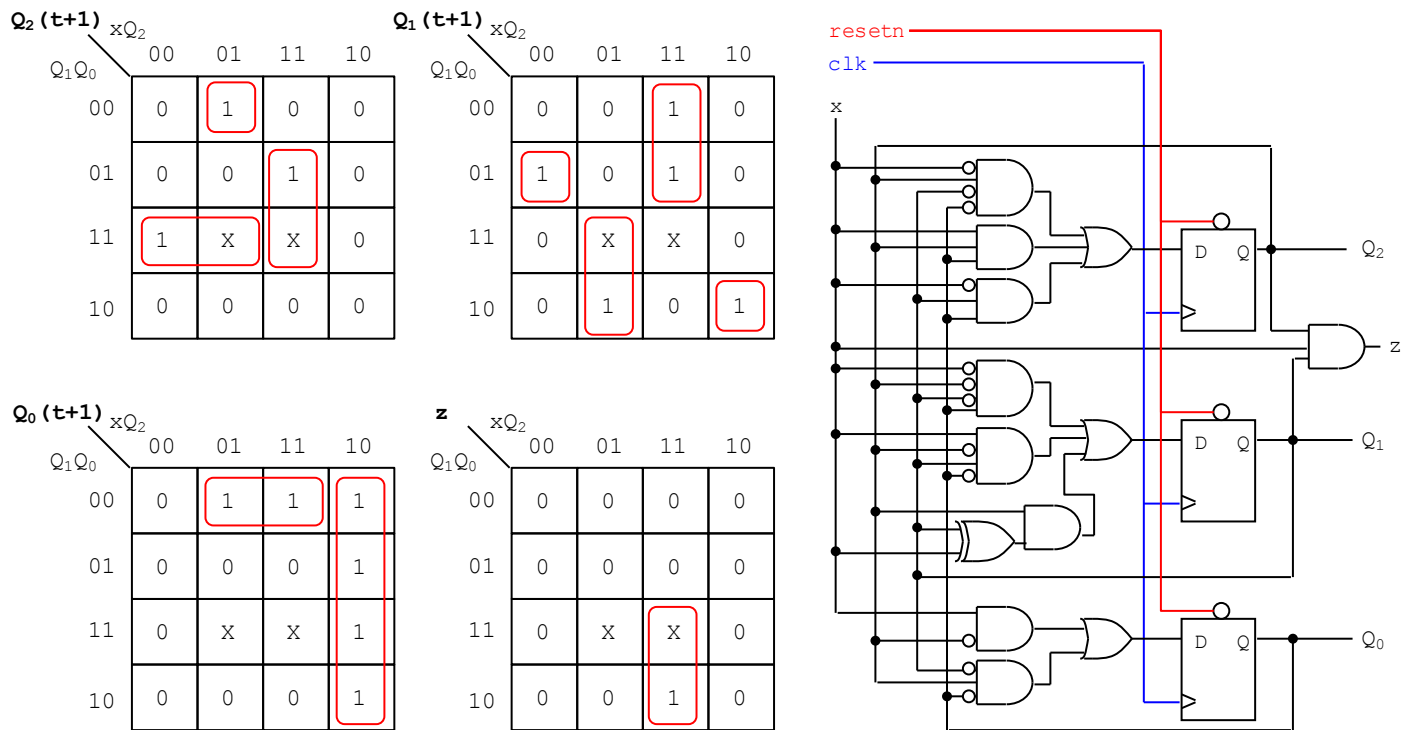 Q₂(t+1) xQ₂
00 01 11 10
Q₁Q₀
00 0 1 0 0
01 0 0 1 0
11 1 X X 0
10 0 0 0 0
Q₁(t+1) xQ₂
00 01 11 10
Q₁Q₀
00 0 0 1 0
01 1 0 1 0
11 0 X X 0
10 0 1 0 1
Q₀(t+1) xQ₂
00 01 11 10
Q₁Q₀
00 0 1 1 1
01 0 0 0 1
11 0 X X 1
10 0 0 0 1
z xQ₂
00 01 11 10
Q₁Q₀
00 0 0 0 0
01 0 0 0 0
11 0 X X 0
10 0 0 1 0
resetn
clk
x
D Q Q₂
z
D Q Q₁
D Q Q₀